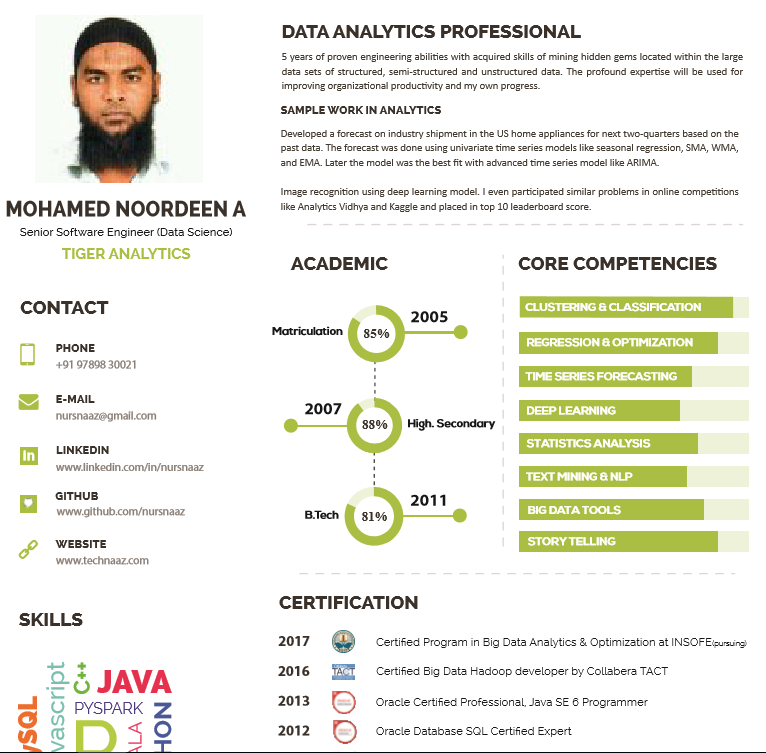 MOHAMED NOORDEEN A
Senior Software Engineer (Data Science)
TIGER ANALYTICS
CONTACT
PHONE
+91 97898 30021
E-MAIL
nursnaaz@gmail.com
in
LINKEDIN
www.linkedin.com/in/nursnaaz
GITHUB
www.github.com/nursnaaz
WEBSITE
www.technaaz.com
SKILLS
C++
JAVA
PYSPARK
DATA ANALYTICS PROFESSIONAL
5 years of proven engineering abilities with acquired skills of mining hidden gems located within the large
data sets of structured, semi-structured and unstructured data. The profound expertise will be used for
improving organizational productivity and my own progress.
SAMPLE WORK IN ANALYTICS
Developed a forecast on industry shipment in the US home appliances for next two-quarters based on the
past data. The forecast was done using univariate time series models like seasonal regression, SMA, WMA,
and EMA. Later the model was the best fit with advanced time series model like ARIMA.
Image recognition using deep learning model. I even participated similar problems in online competitions
like Analytics Vidhya and Kaggle and placed in top 10 leaderboard score.
ACADEMIC
Matriculation
85%
2005
2007
88%
High. Secondary
B.Tech
81%
2011
CORE COMPETENCIES
CLUSTERING & CLASSIFICATION
REGRESSION & OPTIMIZATION
TIME SERIES FORECASTING
DEEP LEARNING
STATISTICS ANALYSIS
TEXT MINING & NLP
BIG DATA TOOLS
STORY TELLING
CERTIFICATION
2017 Certified Program in Big Data Analytics & Optimization at INSOFE(pursuing)
2016 TACT Certified Big Data Hadoop developer by Collabera TACT
2013 Oracle Certified Professional, Java SE 6 Programmer
2012 Oracle Database SQL Certified Expert